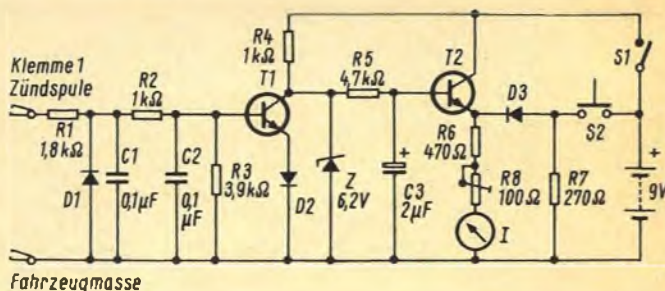 Klemme 1
Zündspule
R1
1,8kΩ
D1
C1
0,1µF
R2
1kΩ
C2
0,1
µF
R3
3,9kΩ
R4
1kΩ
T1
D2
R5
4,7kΩ
Z
6,2V
+
C3
2µF
T2
R6
470Ω
R8
100Ω
I
D3
R7
270Ω
S2
S1
+
9V
Fahrzeugmasse